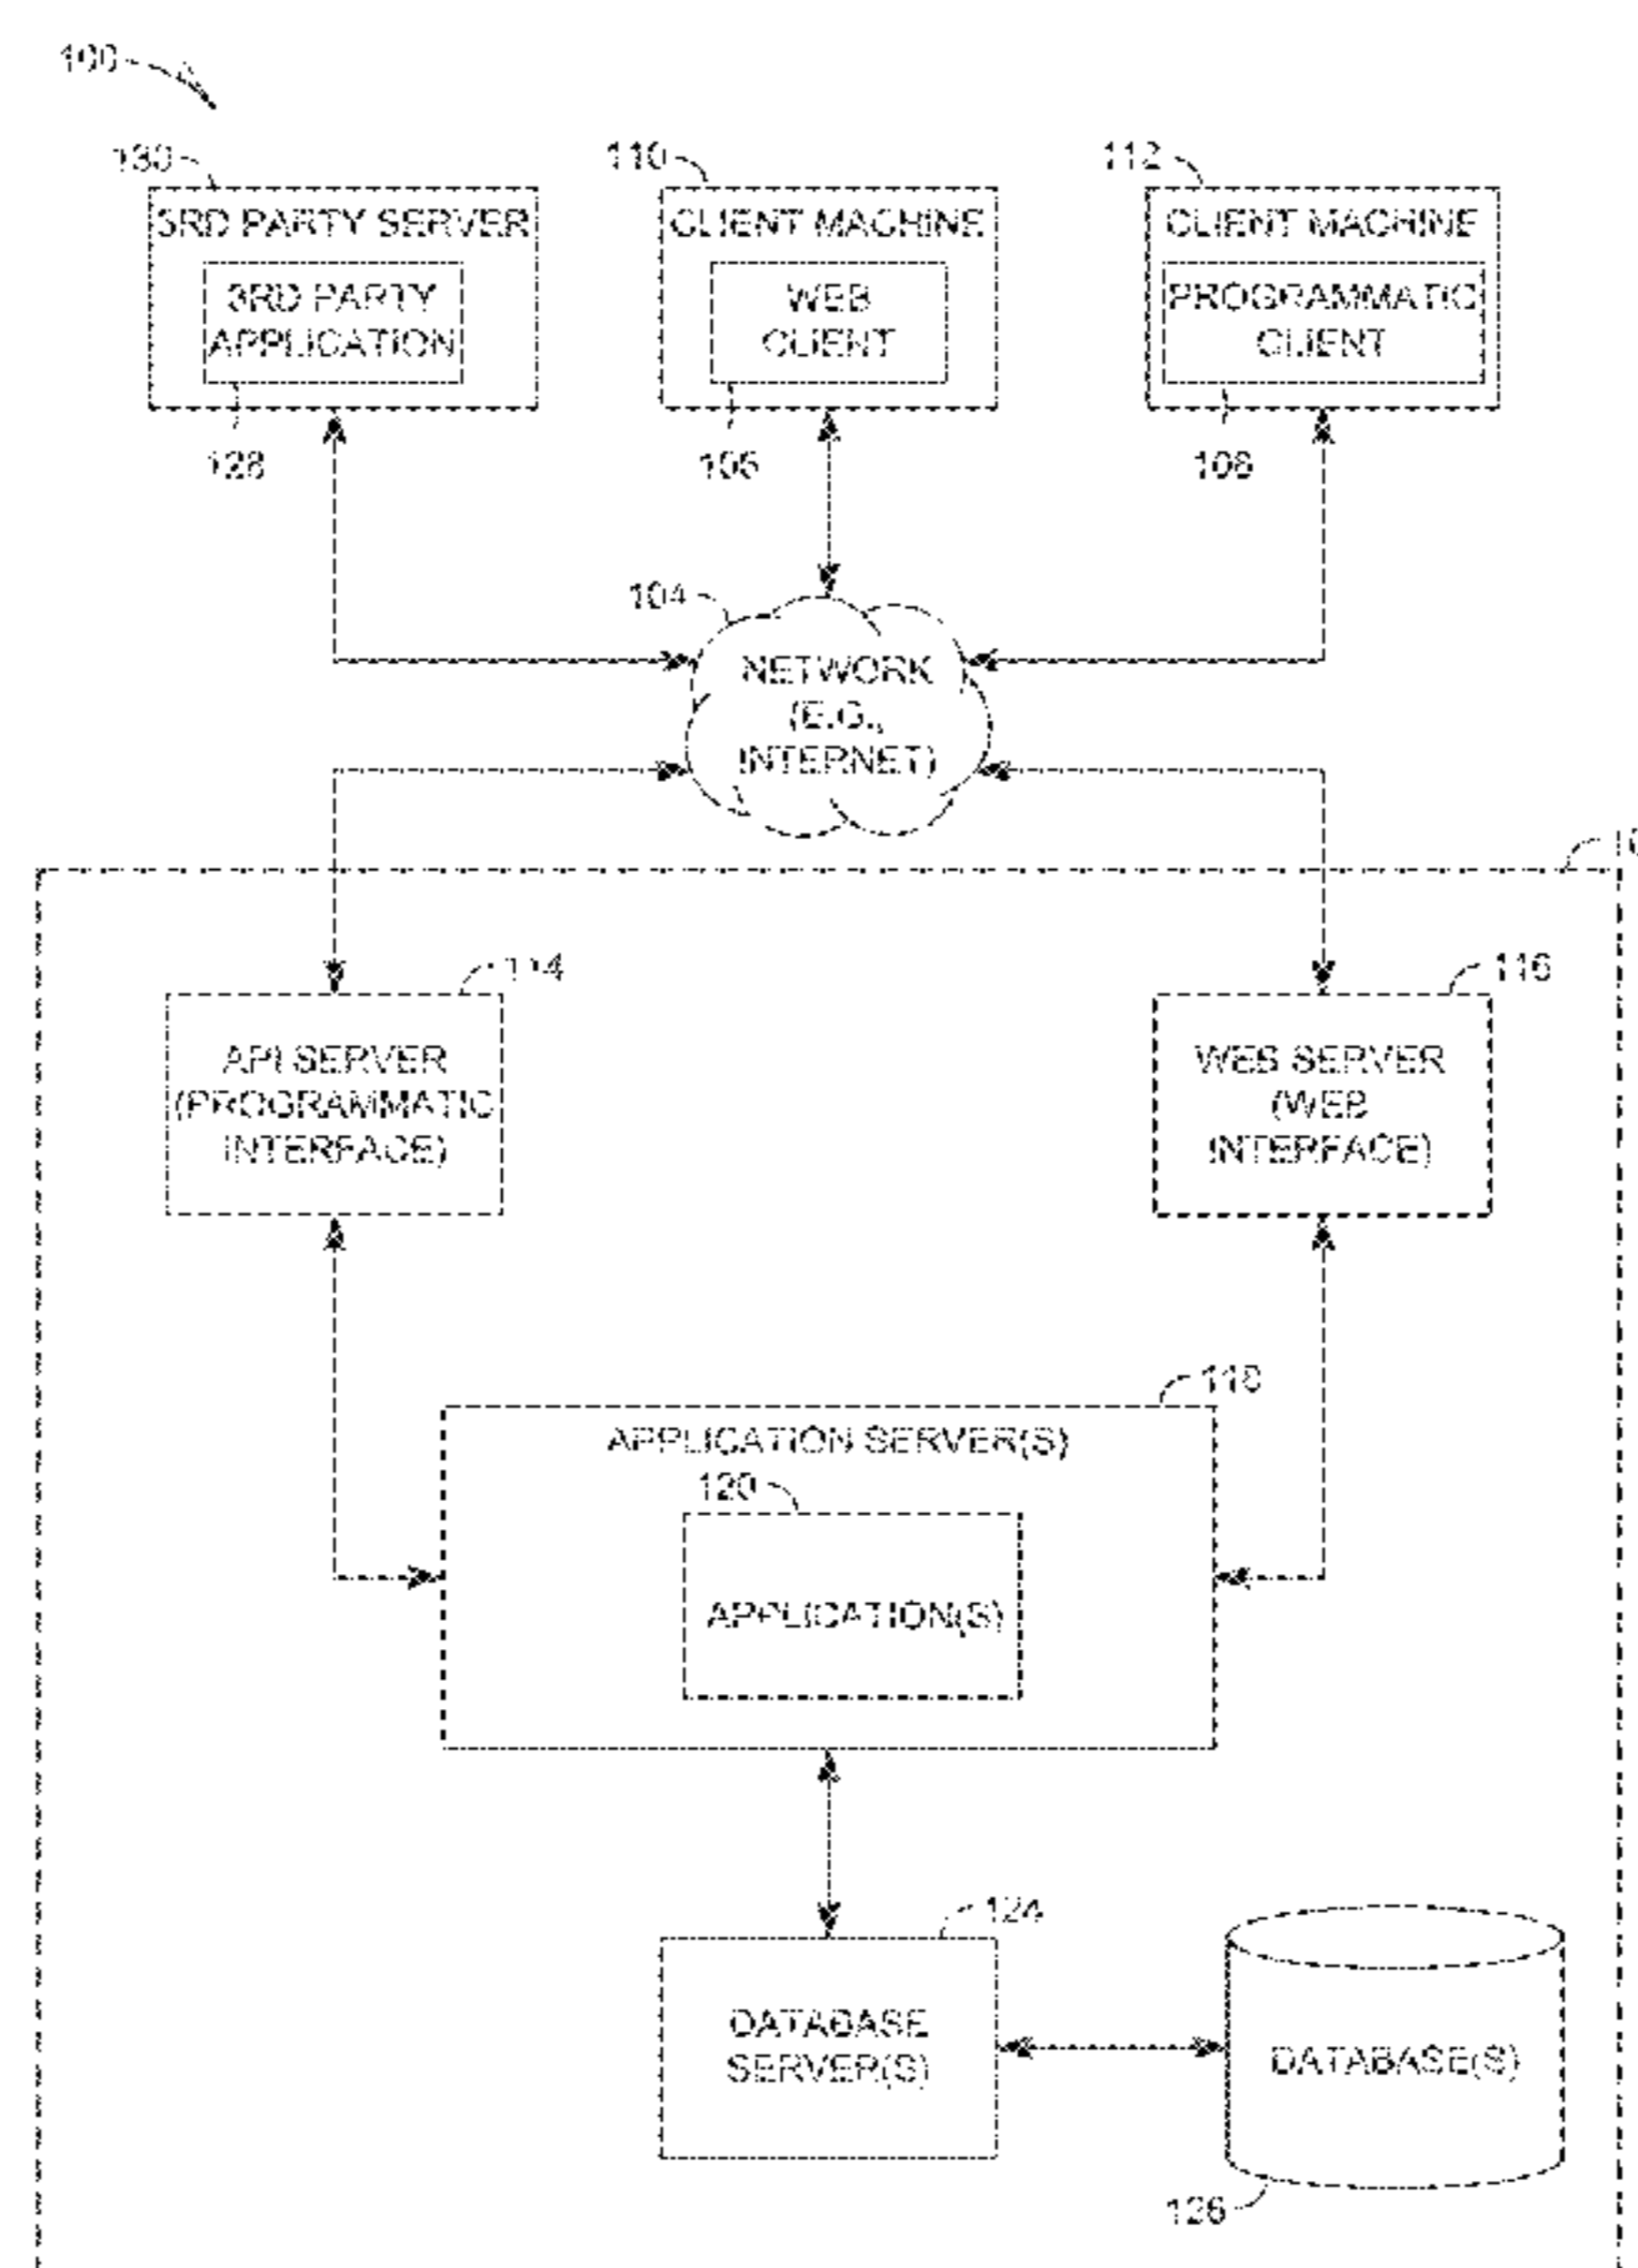 100
130
110
112
3RD PARTY SERVER
CLIENT MACHINE
CLIENT MACHINE
3RD PARTY
APPLICATION
WEB
CLIENT
PROGRAMMATIC
CLIENT
128
106
108
104
NETWORK
(E.G.,
INTERNET)
114
116
API SERVER
(PROGRAMMATIC
INTERFACE)
WEB SERVER
(WEB
INTERFACE)
118
APPLICATION SERVER(S)
120
APPLICATION(S)
124
DATABASE
SERVER(S)
DATABASE(S)
126